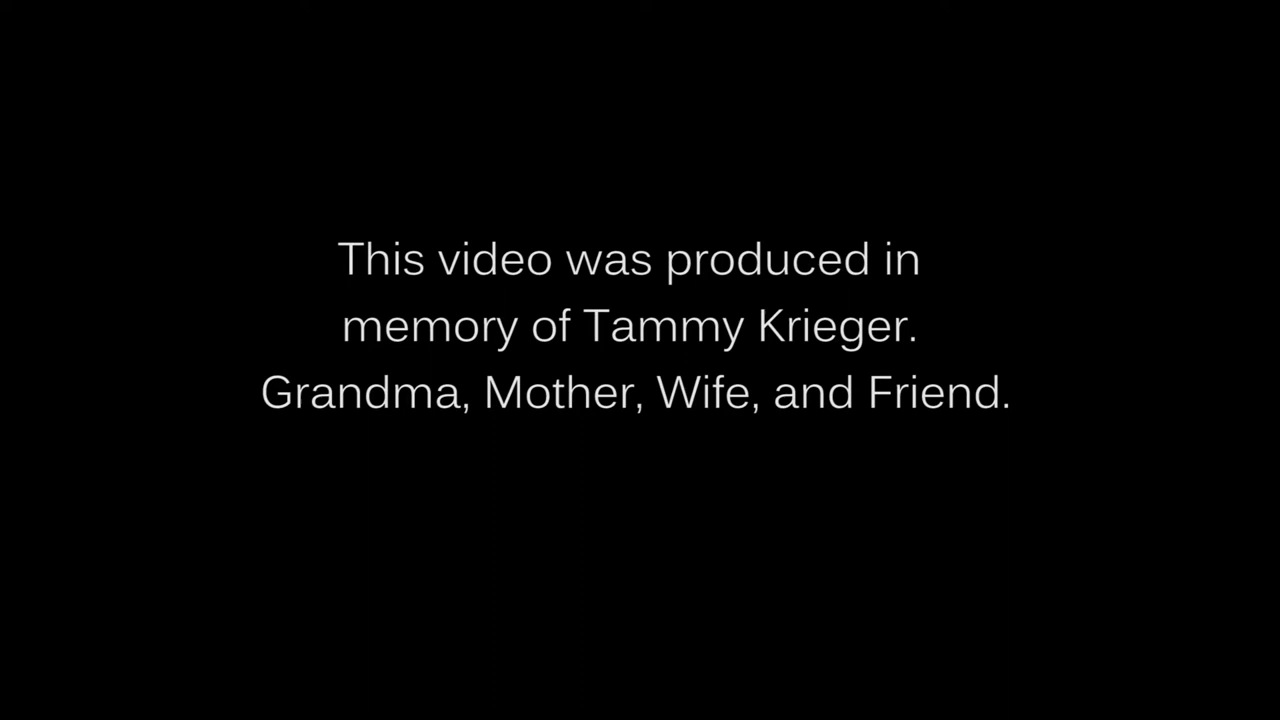 This video was produced in
memory of Tammy Krieger.
Grandma, Mother, Wife, and Friend.